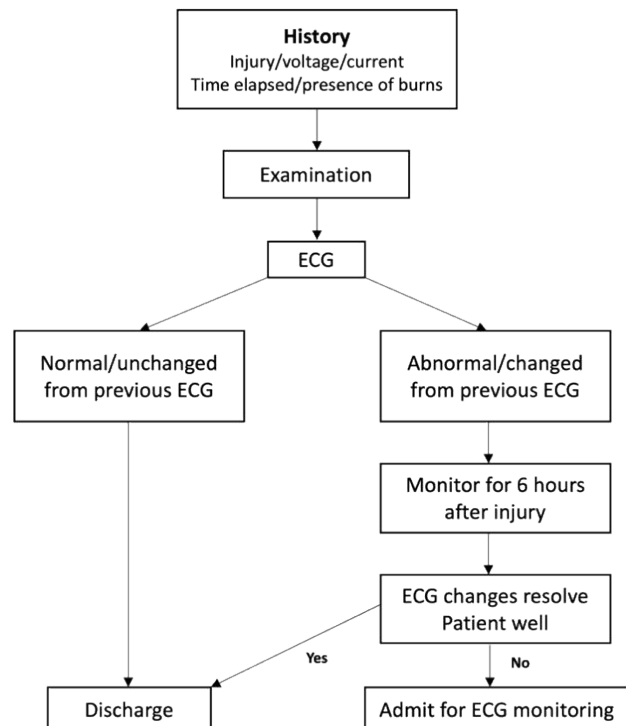 History
Injury/voltage/current
Time elapsed/presence of burns
Examination
ECG
Normal/unchanged
from previous ECG
Abnormal/changed
from previous ECG
Monitor for 6 hours
after injury
ECG changes resolve
Patient well
Yes
No
Discharge
Admit for ECG monitoring